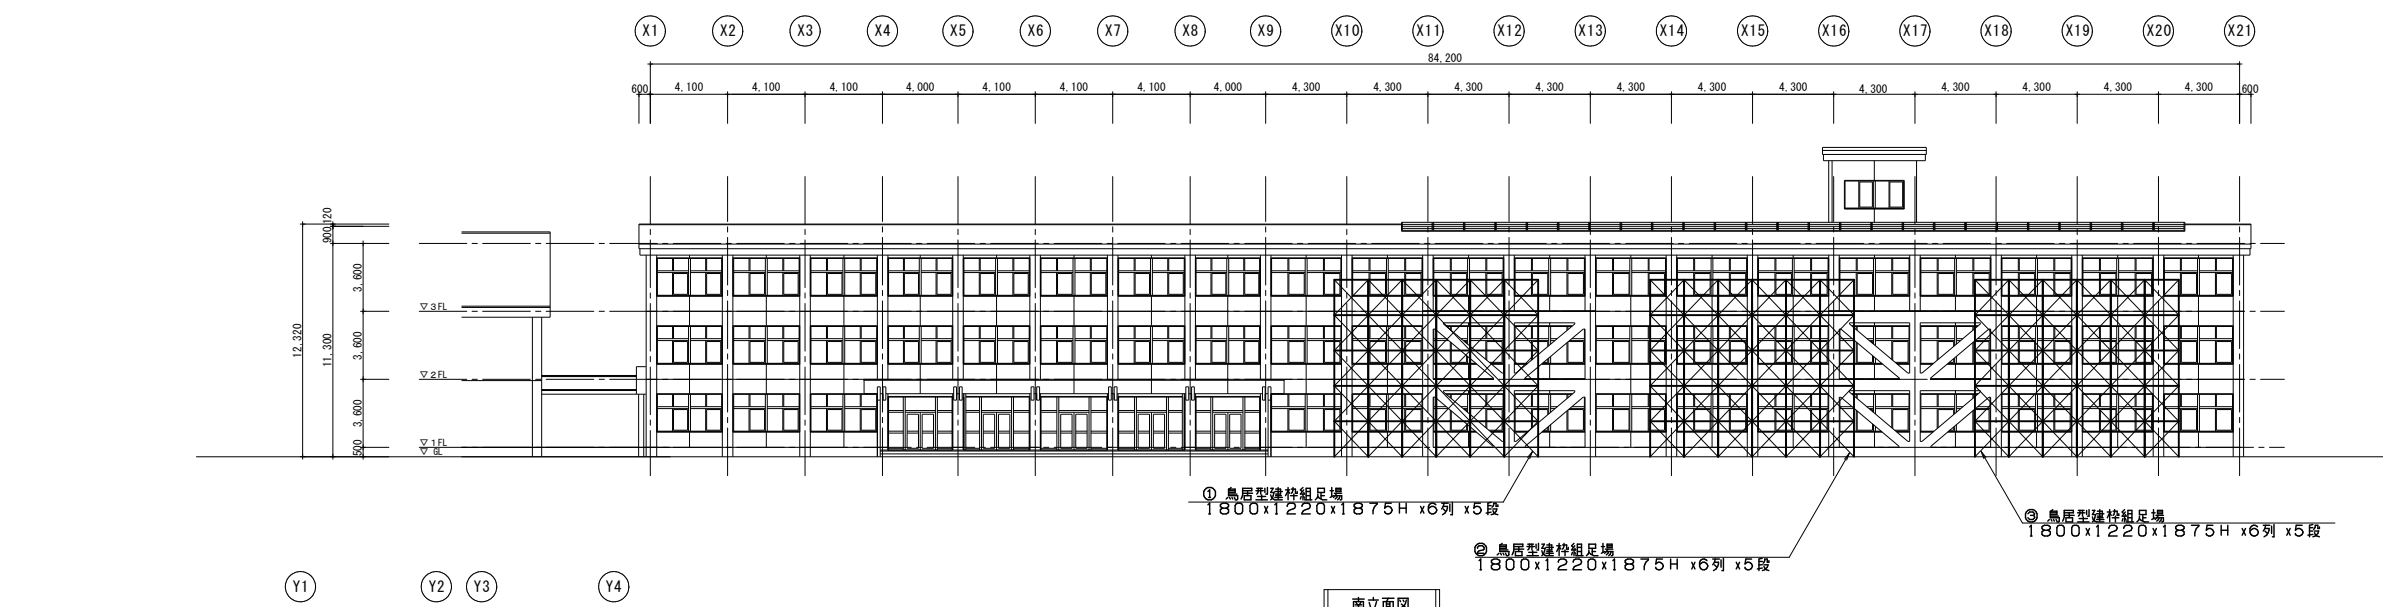 X1 X2 X3 X4 X5 X6 X7 X8 X9 X10 X11 X12 X13 X14 X15 X16 X17 X18 X19 X20 X21
84,200
600 4,100 4,100 4,100 4,000 4,100 4,100 4,100 4,000 4,300 4,300 4,300 4,300 4,300 4,300 4,300 4,300 4,300 4,300 4,300 4,300 600
120
900
3,600
▽3FL
12,320
11,300
3,600
▽2FL
3,600
▽1FL
500
▽GL
① 鳥居型建枠組足場
1800x1220x1875H x6列 x5段
③ 鳥居型建枠組足場
1800x1220x1875H x6列 x5段
② 鳥居型建枠組足場
1800x1220x1875H x6列 x5段
Y1 Y2 Y3 Y4
南立面図